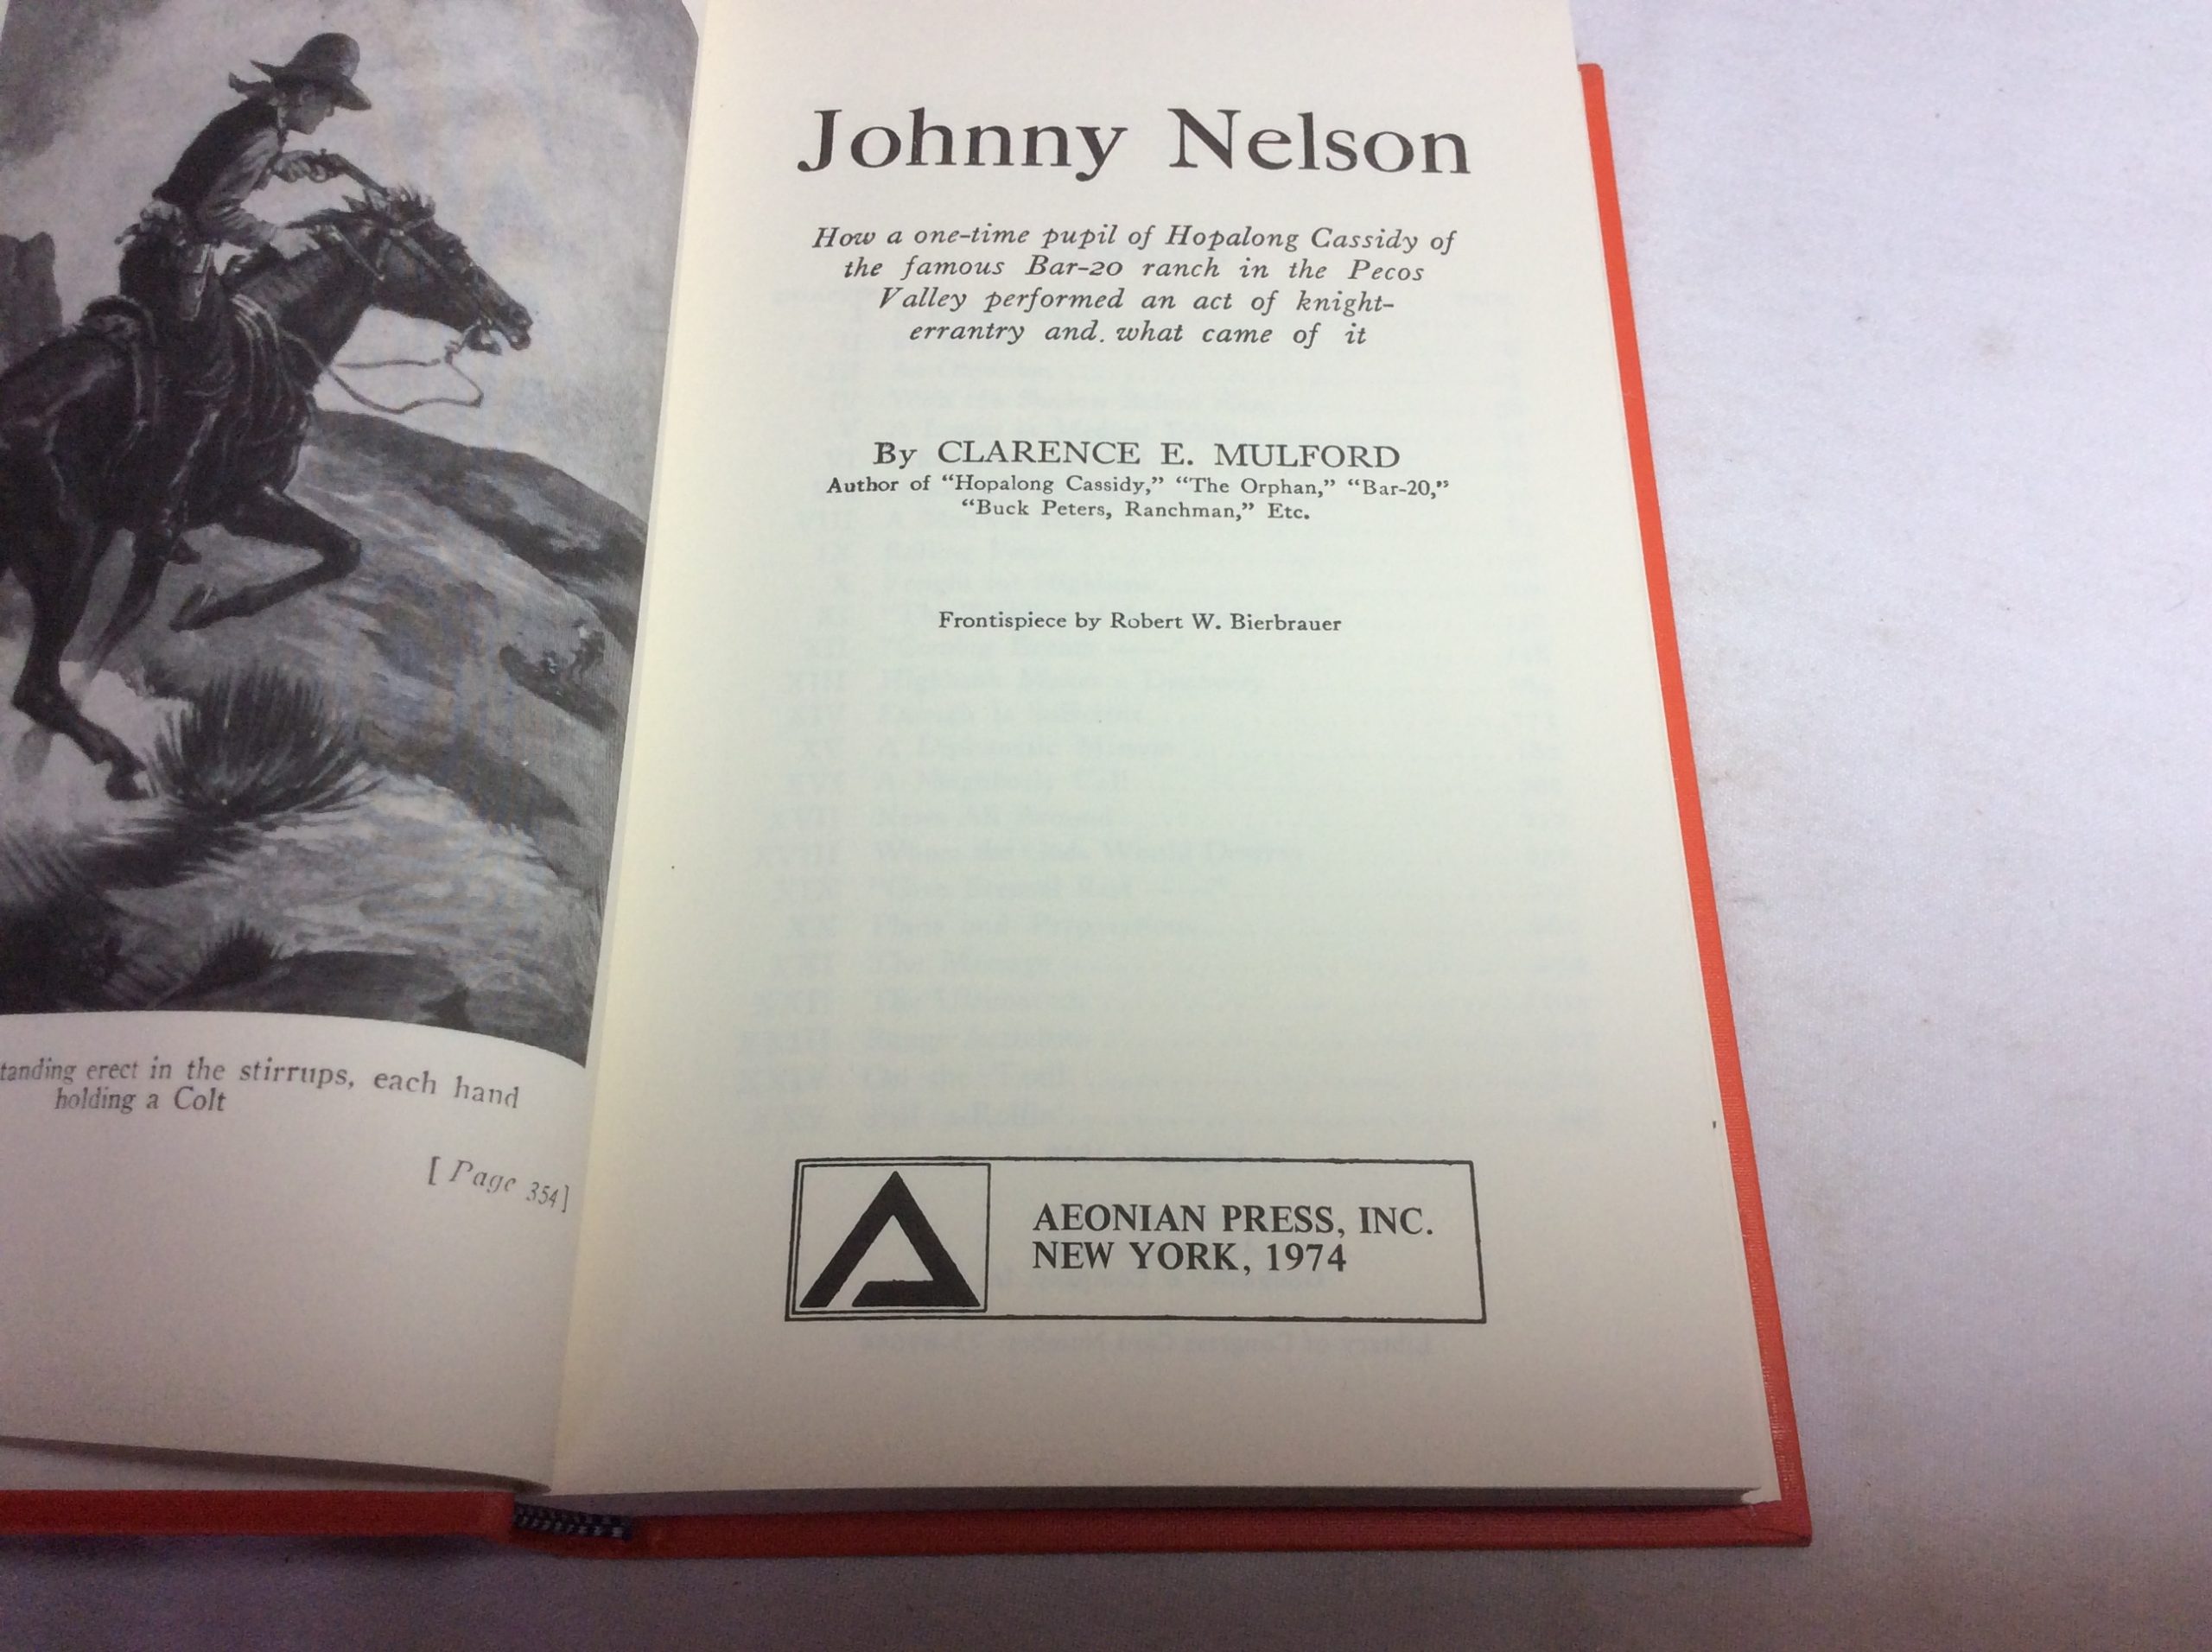 tanding erect in the stirrups, each hand
holding a Colt
[Page 354]
Johnny Nelson
How a one-time pupil of Hopalong Cassidy of
the famous Bar-20 ranch in the Pecos
Valley performed an act of knight-
errantry and. what came of it
By CLARENCE E. MULFORD
Author of “Hopalong Cassidy,” “The Orphan,” “Bar-20,”
“Buck Peters, Ranchman,” Etc.
Frontispiece by Robert W. Bierbrauer
AEONIAN PRESS, INC.
NEW YORK, 1974